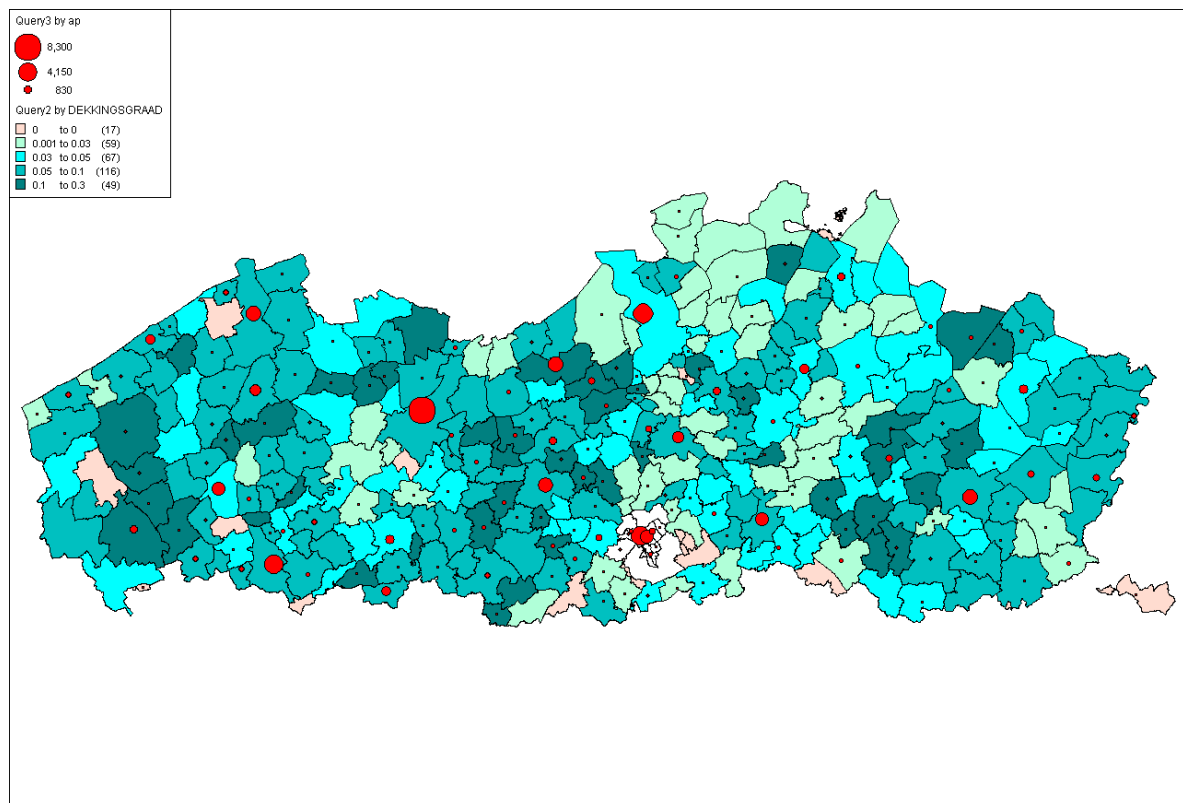 Query3 by ap
8,300
4,150
830
Query2 by DEKKINGSGRAAD
0 to 0 (17)
0.001 to 0.03 (59)
0.03 to 0.05 (67)
0.05 to 0.1 (116)
0.1 to 0.3 (49)